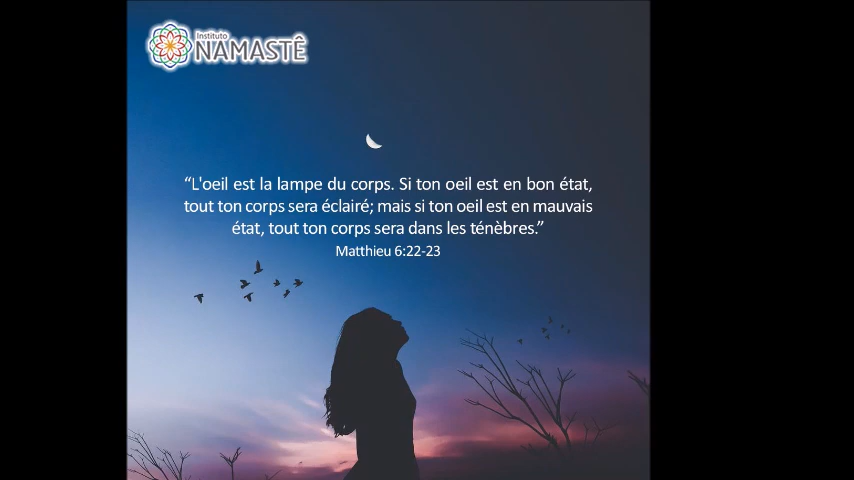 Instituto
NAMASTÊ
“L'oeil est la lampe du corps. Si ton oeil est en bon état,
tout ton corps sera éclairé; mais si ton oeil est en mauvais
état, tout ton corps sera dans les ténèbres.”
Matthieu 6:22-23